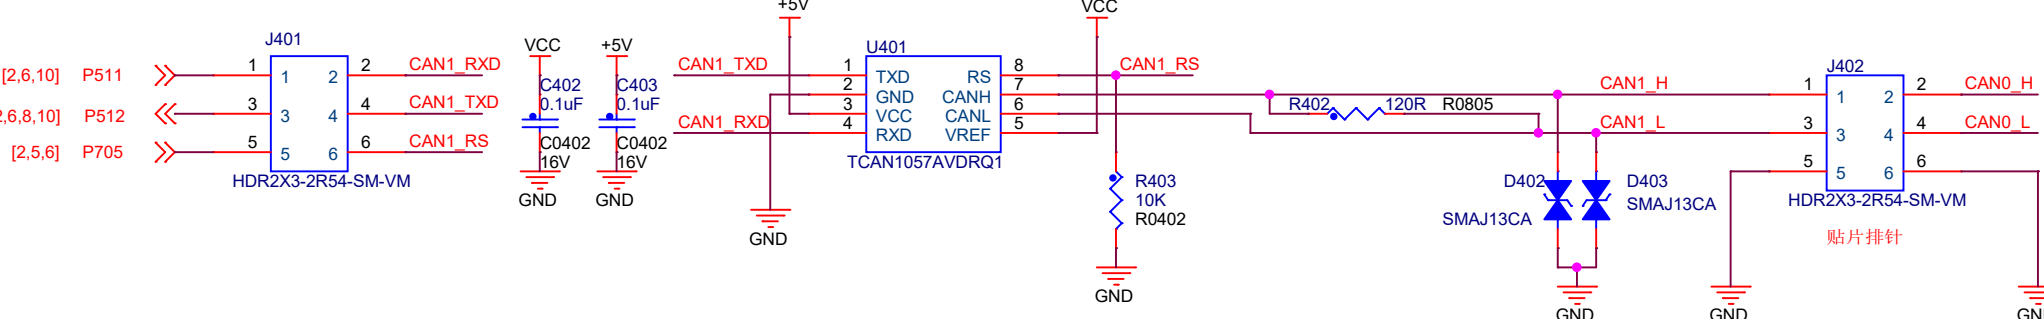 J401
[2,6,10] P511
1 1 2 2 CAN1_RXD
2,6,8,10] P512
3 3 4 4 CAN1_TXD
[2,5,6] P705
5 5 6 6 CAN1_RS
HDR2X3-2R54-SM-VM
VCC
C402
0.1uF
C0402
16V
GND
+5V
C403
0.1uF
C0402
16V
GND
+5V
VCC
U401
CAN1_TXD 1 TXD RS 8 CAN1_RS
2 GND CANH 7
3 VCC CANL 6
CAN1_RXD 4 RXD VREF 5
TCAN1057AVDRQ1
GND
R403
10K
R0402
GND
R402 120R R0805
CAN1_H
CAN1_L
D402
SMAJ13CA
D403
SMAJ13CA
GND
J402
1 1 2 2 CAN0_H
3 3 4 4 CAN0_L
5 5 6 6
HDR2X3-2R54-SM-VM
贴片排针
GND